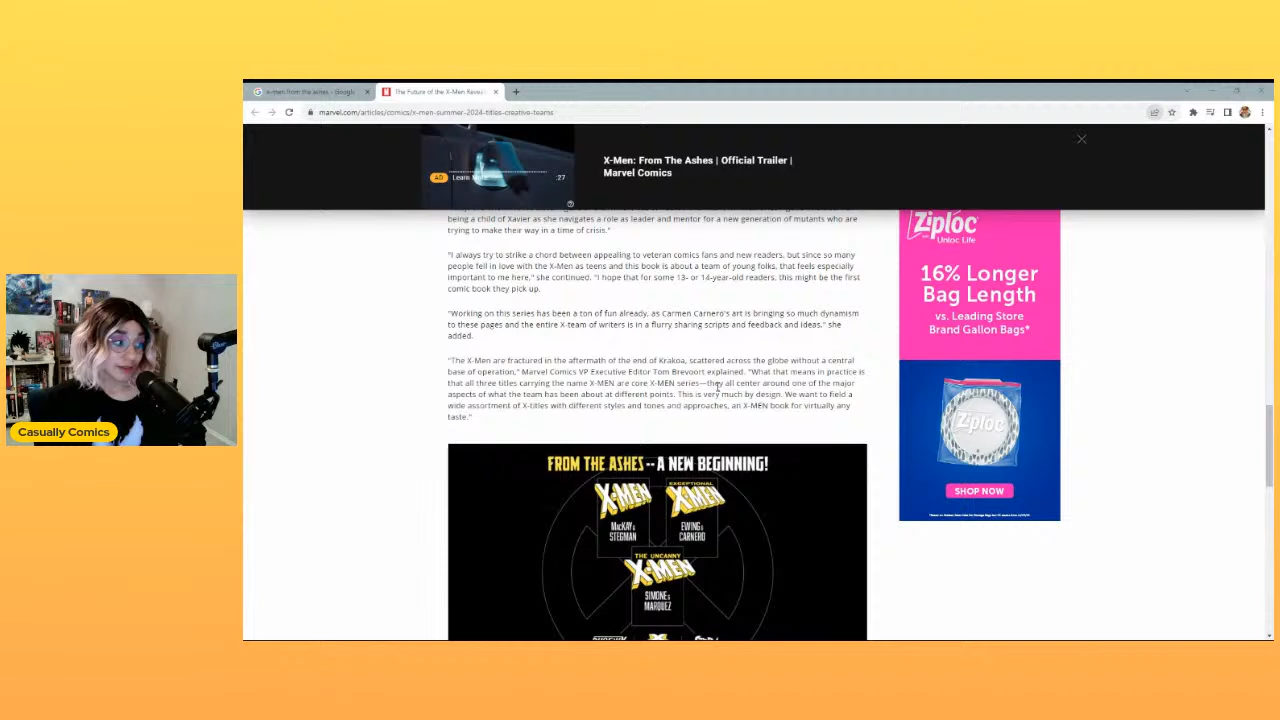 x-men from the ashes - Google
The Future of the X-Men Revea
marvel.com/articles/comics/x-men-summer-2024-titles-creative-teams
X-Men: From The Ashes | Official Trailer |
Marvel Comics
AD Learn More :27
being a child of Xavier as she navigates a role as leader and mentor for a new generation of mutants who are
trying to make their way in a time of crisis."
"I always try to strike a chord between appealing to veteran comics fans and new readers, but since so many
people fell in love with the X-Men as teens and this book is about a team of young folks, that feels especially
important to me here," she continued. "I hope that for some 13- or 14-year-old readers, this might be the first
comic book they pick up.
"Working on this series has been a ton of fun already, as Carmen Carnero's art is bringing so much dynamism
to these pages and the entire X-team of writers is in a flurry sharing scripts and feedback and ideas," she
added.
"The X-Men are fractured in the aftermath of the end of Krakoa, scattered across the globe without a central
base of operation," Marvel Comics VP Executive Editor Tom Brevoort explained. "What that means in practice is
that all three titles carrying the name X-MEN are core X-MEN series—they all center around one of the major
aspects of what the team has been about at different points. This is very much by design. We want to field a
wide assortment of X-titles with different styles and tones and approaches, an X-MEN book for virtually any
taste."
FROM THE ASHES -- A NEW BEGINNING!
X-MEN
MacKAY &
STEGMAN
EXCEPTIONAL
X-MEN
EWING &
CARNERO
THE UNCANNY
X-MEN
SIMONE &
MARQUEZ
PHOENIX
Ziploc
Unloc Life
16% Longer
Bag Length
vs. Leading Store
Brand Gallon Bags*
Ziploc
SHOP NOW
Casually Comics